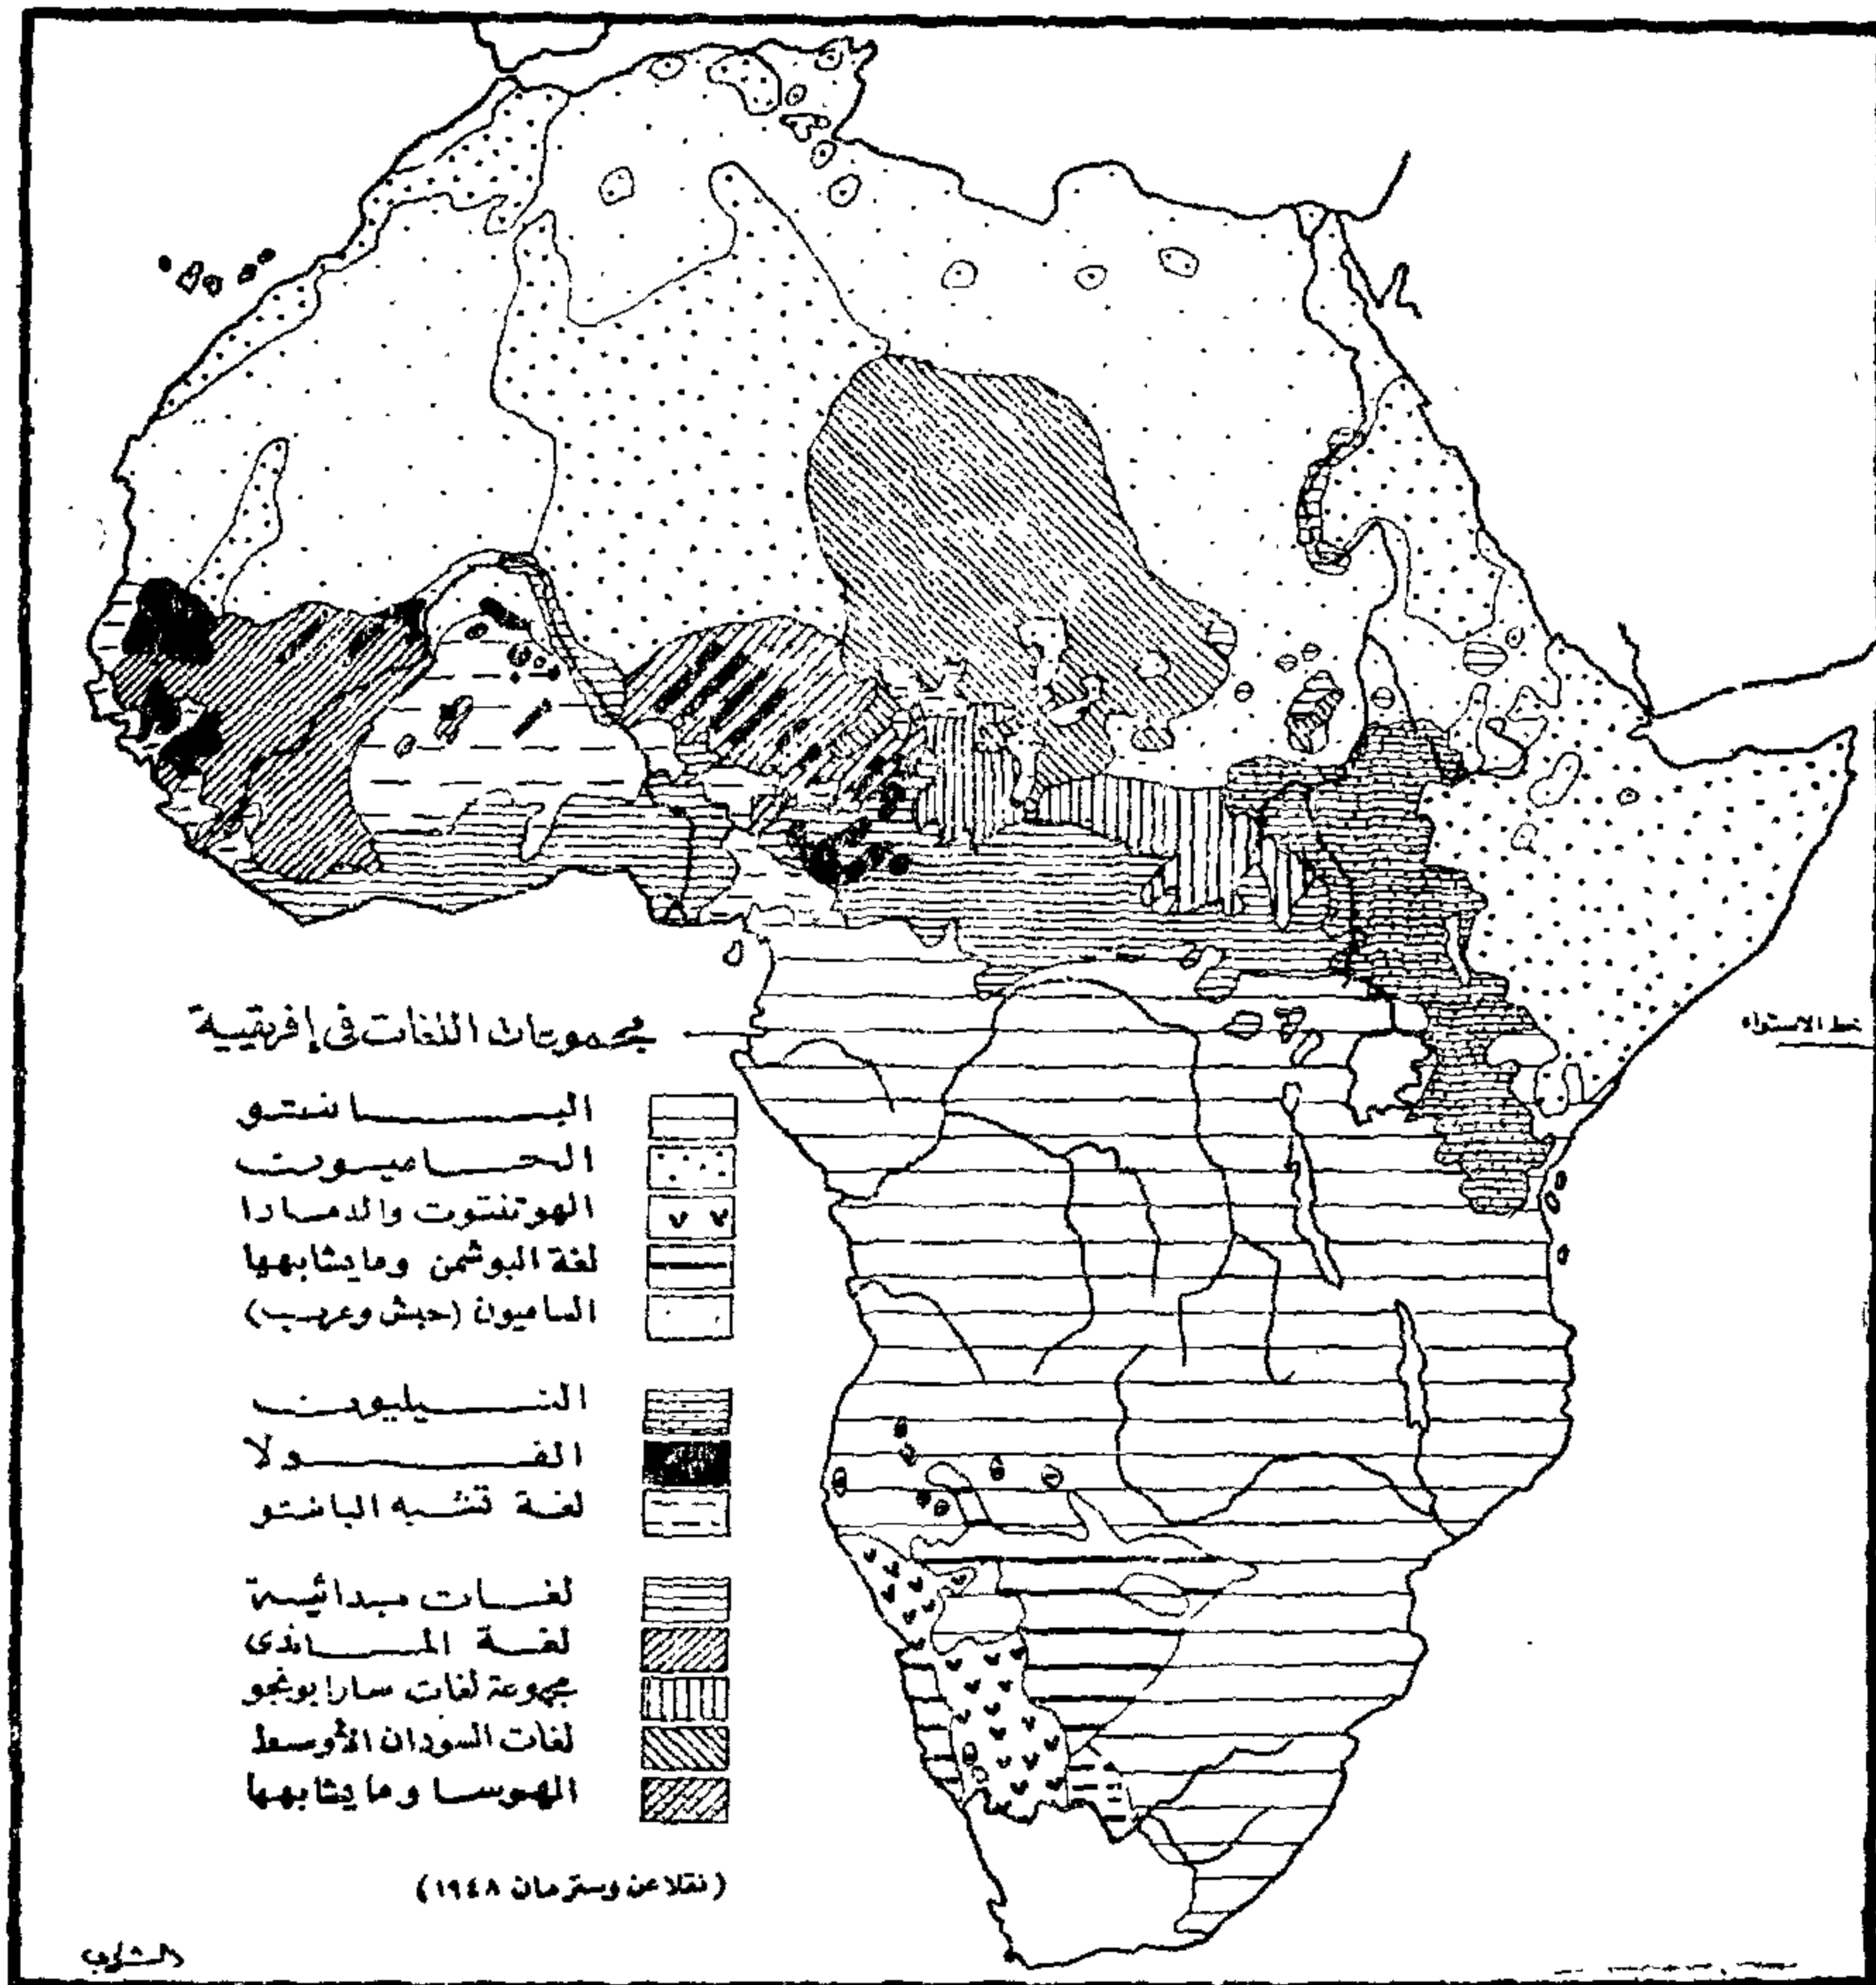 خط الاستواء
مجموعات اللغات فى إفريقية
البانتو
الحاميون
الهوتنتوت والدمارا
لغة البوشمن ومايشابهها
الساميون (حبش وعرب)
النيليون
الفولا
لغة تشبه البانتو
لغات مبدائية
لغة الماندى
مجموعة لغات سارا بونجو
لغات السودان الأوسط
الهوسا وما يشابهها
(نقلا عن وسترمان ١٩٤٨)